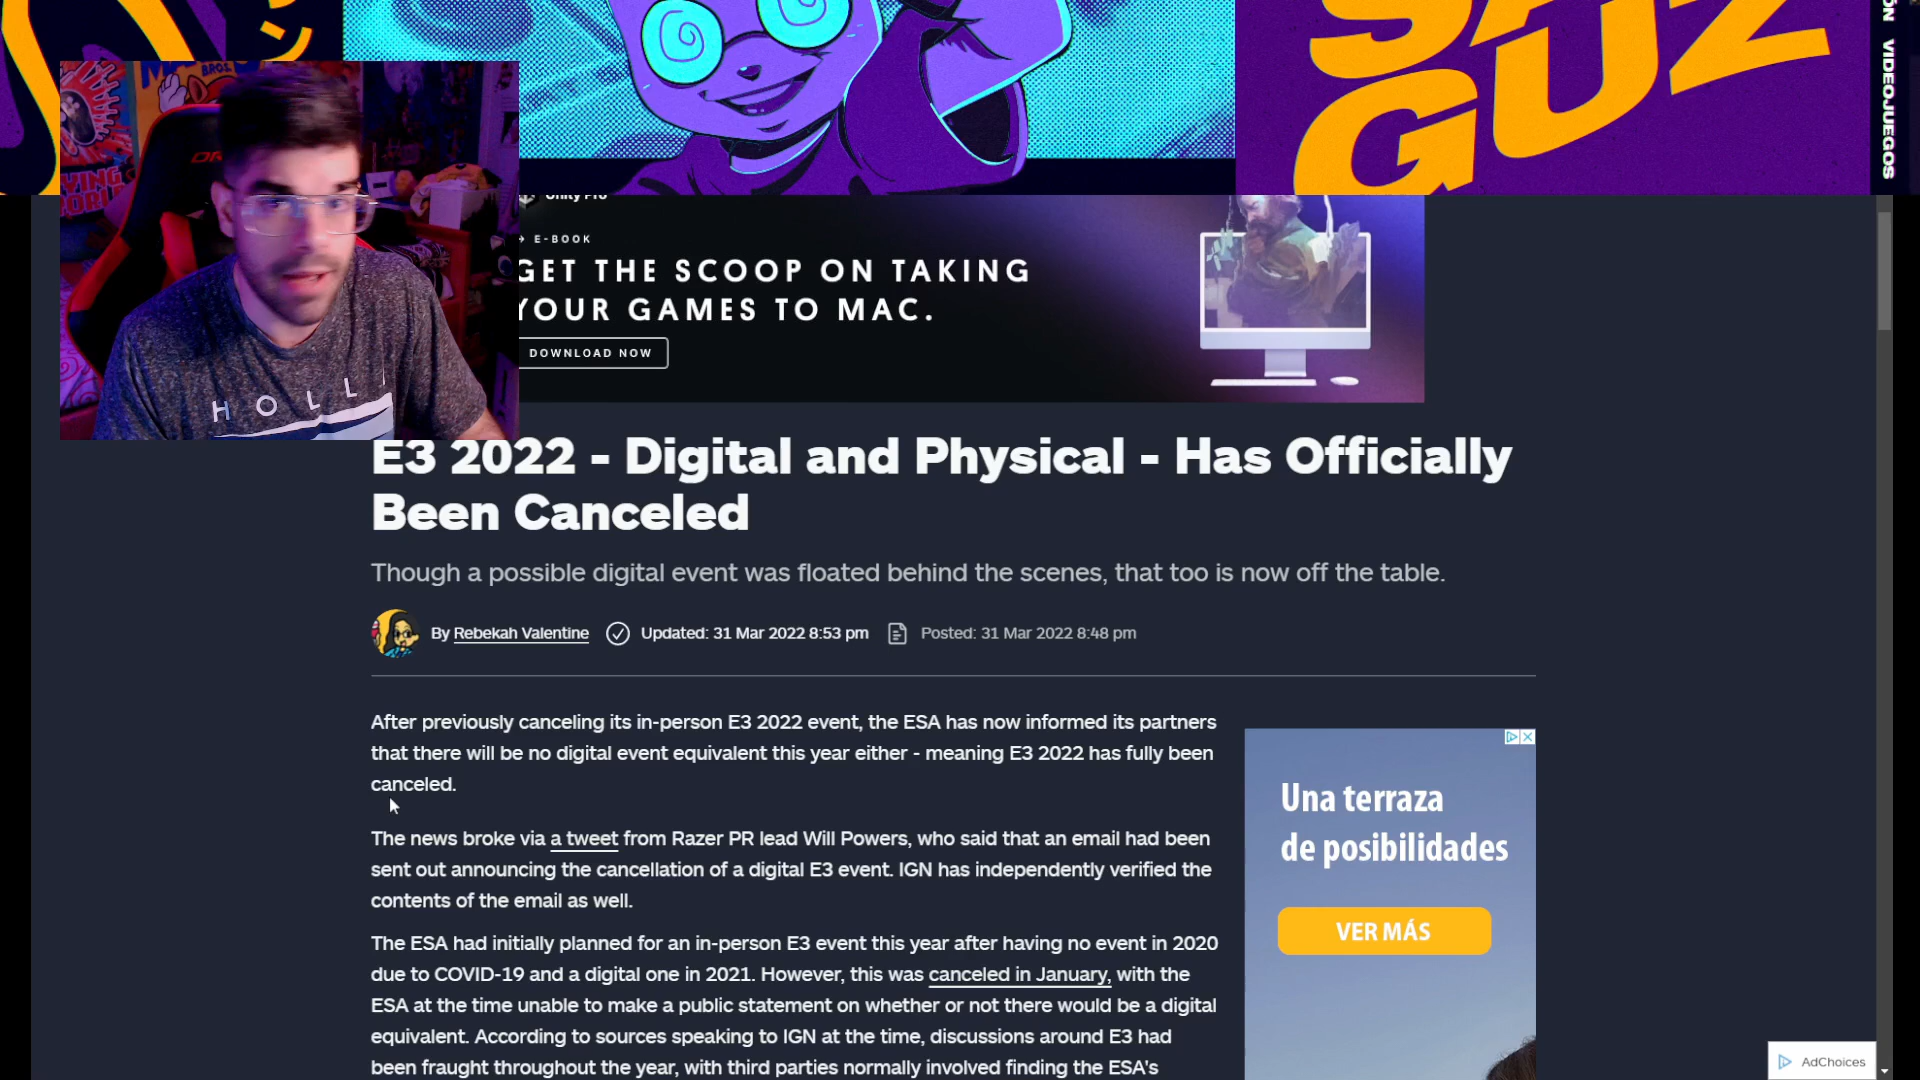 GUZ
VIDEOJUEGOS
BROS.
H O L L
Unity Pro
E-BOOK
GET THE SCOOP ON TAKING
YOUR GAMES TO MAC.
DOWNLOAD NOW
E3 2022 - Digital and Physical - Has Officially
Been Canceled
Though a possible digital event was floated behind the scenes, that too is now off the table.
By Rebekah Valentine Updated: 31 Mar 2022 8:53 pm Posted: 31 Mar 2022 8:48 pm
After previously canceling its in-person E3 2022 event, the ESA has now informed its partners
that there will be no digital event equivalent this year either - meaning E3 2022 has fully been
canceled.
The news broke via a tweet from Razer PR lead Will Powers, who said that an email had been
sent out announcing the cancellation of a digital E3 event. IGN has independently verified the
contents of the email as well.
The ESA had initially planned for an in-person E3 event this year after having no event in 2020
due to COVID-19 and a digital one in 2021. However, this was canceled in January, with the
ESA at the time unable to make a public statement on whether or not there would be a digital
equivalent. According to sources speaking to IGN at the time, discussions around E3 had
been fraught throughout the year, with third parties normally involved finding the ESA's
Una terraza
de posibilidades
VER MÁS
AdChoices